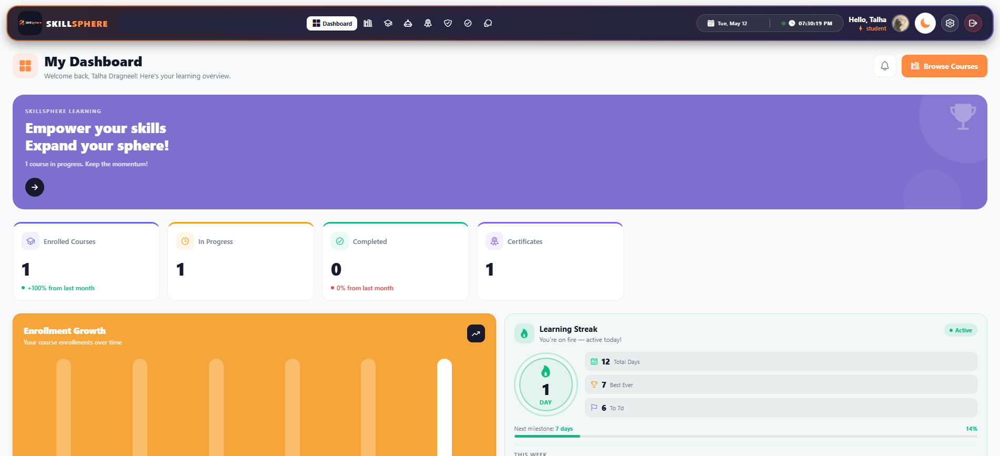 SkillSphere
SKILLSPHERE
Dashboard
Tue, May 12
07:30:19 PM
Hello, Talha
student
My Dashboard
Welcome back, Talha Dragneel! Here's your learning overview.
Browse Courses
SKILLSPHERE LEARNING
Empower your skills
Expand your sphere!
1 course in progress. Keep the momentum!
Enrolled Courses
1
+100% from last month
In Progress
1
Completed
0
0% from last month
Certificates
1
Enrollment Growth
Your course enrollments over time
Learning Streak
You're on fire — active today!
Active
1
DAY
12 Total Days
7 Best Ever
6 To 7d
Next milestone: 7 days
14%
THIS WEEK